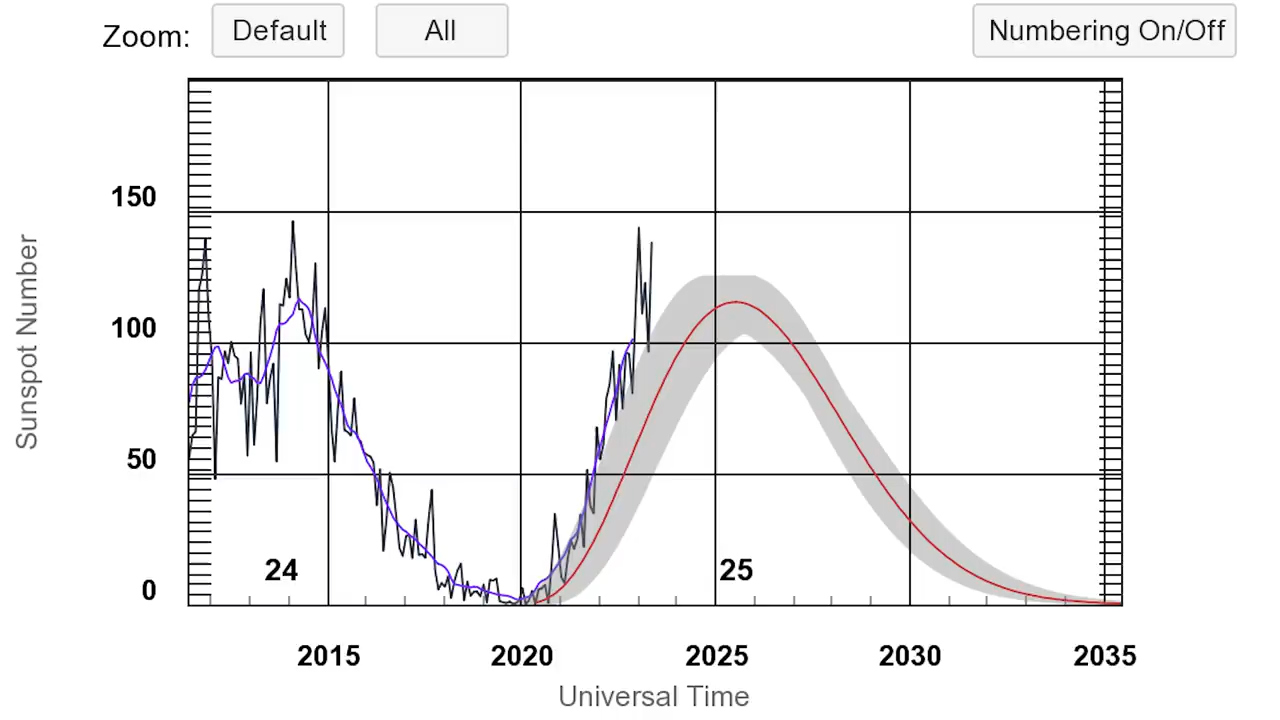 Zoom: Default All Numbering On/Off
150
100
50
0
Sunspot Number
24 25
2015 2020 2025 2030 2035
Universal Time